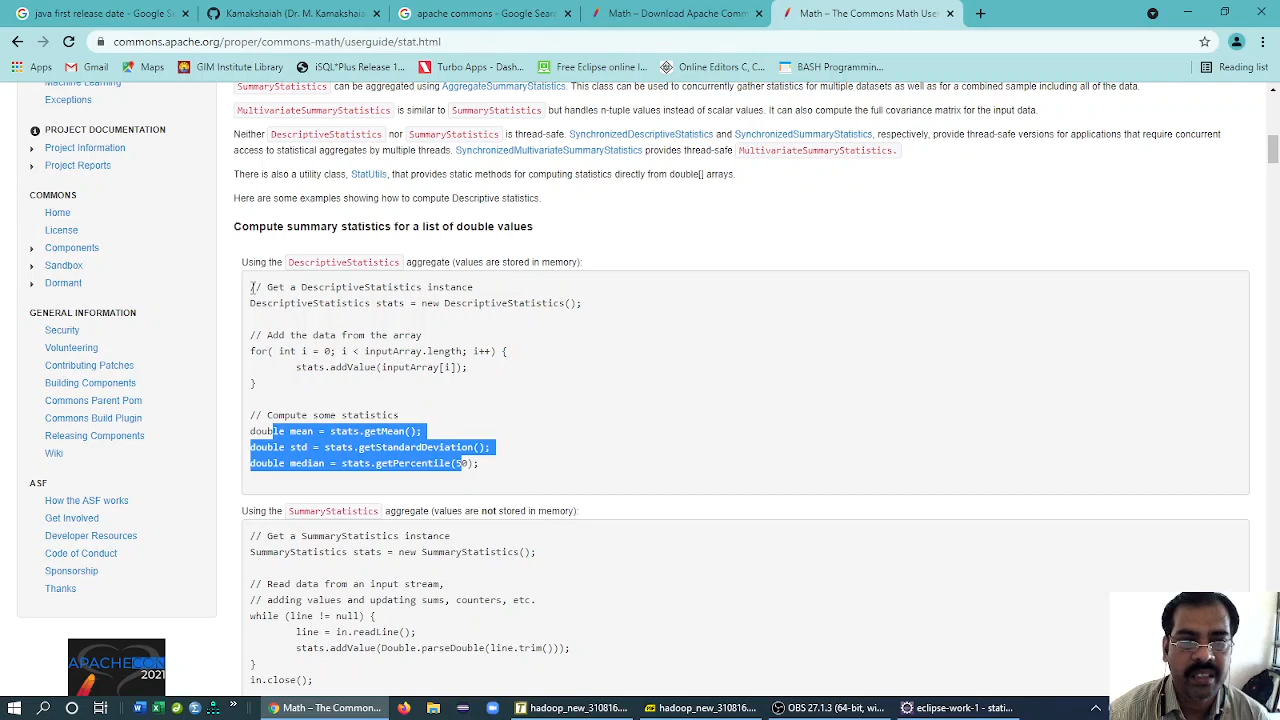 statistics - Google S
Kamakshaiah (Dr. M. Kamakshaia
apache commons - Google Sear
Math – Download Apache Comm
Math – The Commons Math Use
commons.apache.org/proper/commons-math/userguide/stat.html
Apps
Gmail
Maps
GIM Institute Library
iSQL*Plus Release 1...
Turbo Apps - Dash...
Free Eclipse online I...
Online Editors C, C...
BASH Programmin...
Reading list
Machine Learning
Exceptions
PROJECT DOCUMENTATION
Project Information
Project Reports
COMMONS
Home
License
Components
Sandbox
Dormant
GENERAL INFORMATION
Security
Volunteering
Contributing Patches
Building Components
Commons Parent Pom
Commons Build Plugin
Releasing Components
Wiki
ASF
How the ASF works
Get Involved
Developer Resources
Code of Conduct
Sponsorship
Thanks
APACHECON
2021
SummaryStatistics can be aggregated using AggregateSummaryStatistics. This class can be used to concurrently gather statistics for multiple datasets as well as for a combined sample including all of the data.
MultivariateSummaryStatistics is similar to SummaryStatistics but handles n-tuple values instead of scalar values. It can also compute the full covariance matrix for the input data.
Neither DescriptiveStatistics nor SummaryStatistics is thread-safe. SynchronizedDescriptiveStatistics and SynchronizedSummaryStatistics, respectively, provide thread-safe versions for applications that require concurrent
access to statistical aggregates by multiple threads. SynchronizedMultivariateSummaryStatistics provides thread-safe MultivariateSummaryStatistics.
There is also a utility class, StatUtils, that provides static methods for computing statistics directly from double[] arrays.
Here are some examples showing how to compute Descriptive statistics.
Compute summary statistics for a list of double values
Using the DescriptiveStatistics aggregate (values are stored in memory):
// Get a DescriptiveStatistics instance
DescriptiveStatistics stats = new DescriptiveStatistics();
// Add the data from the array
for( int i = 0; i < inputArray.length; i++) {
stats.addValue(inputArray[i]);
}
// Compute some statistics
double mean = stats.getMean();
double std = stats.getStandardDeviation();
double median = stats.getPercentile(50);
Using the SummaryStatistics aggregate (values are not stored in memory):
// Get a SummaryStatistics instance
SummaryStatistics stats = new SummaryStatistics();
// Read data from an input stream,
// adding values and updating sums, counters, etc.
while (line != null) {
line = in.readLine();
stats.addValue(Double.parseDouble(line.trim()));
}
in.close();
Math – The Common...
hadoop_new_310816...
hadoop_new_310816...
OBS 27.1.3 (64-bit, wi...
eclipse-work-1 - stati...